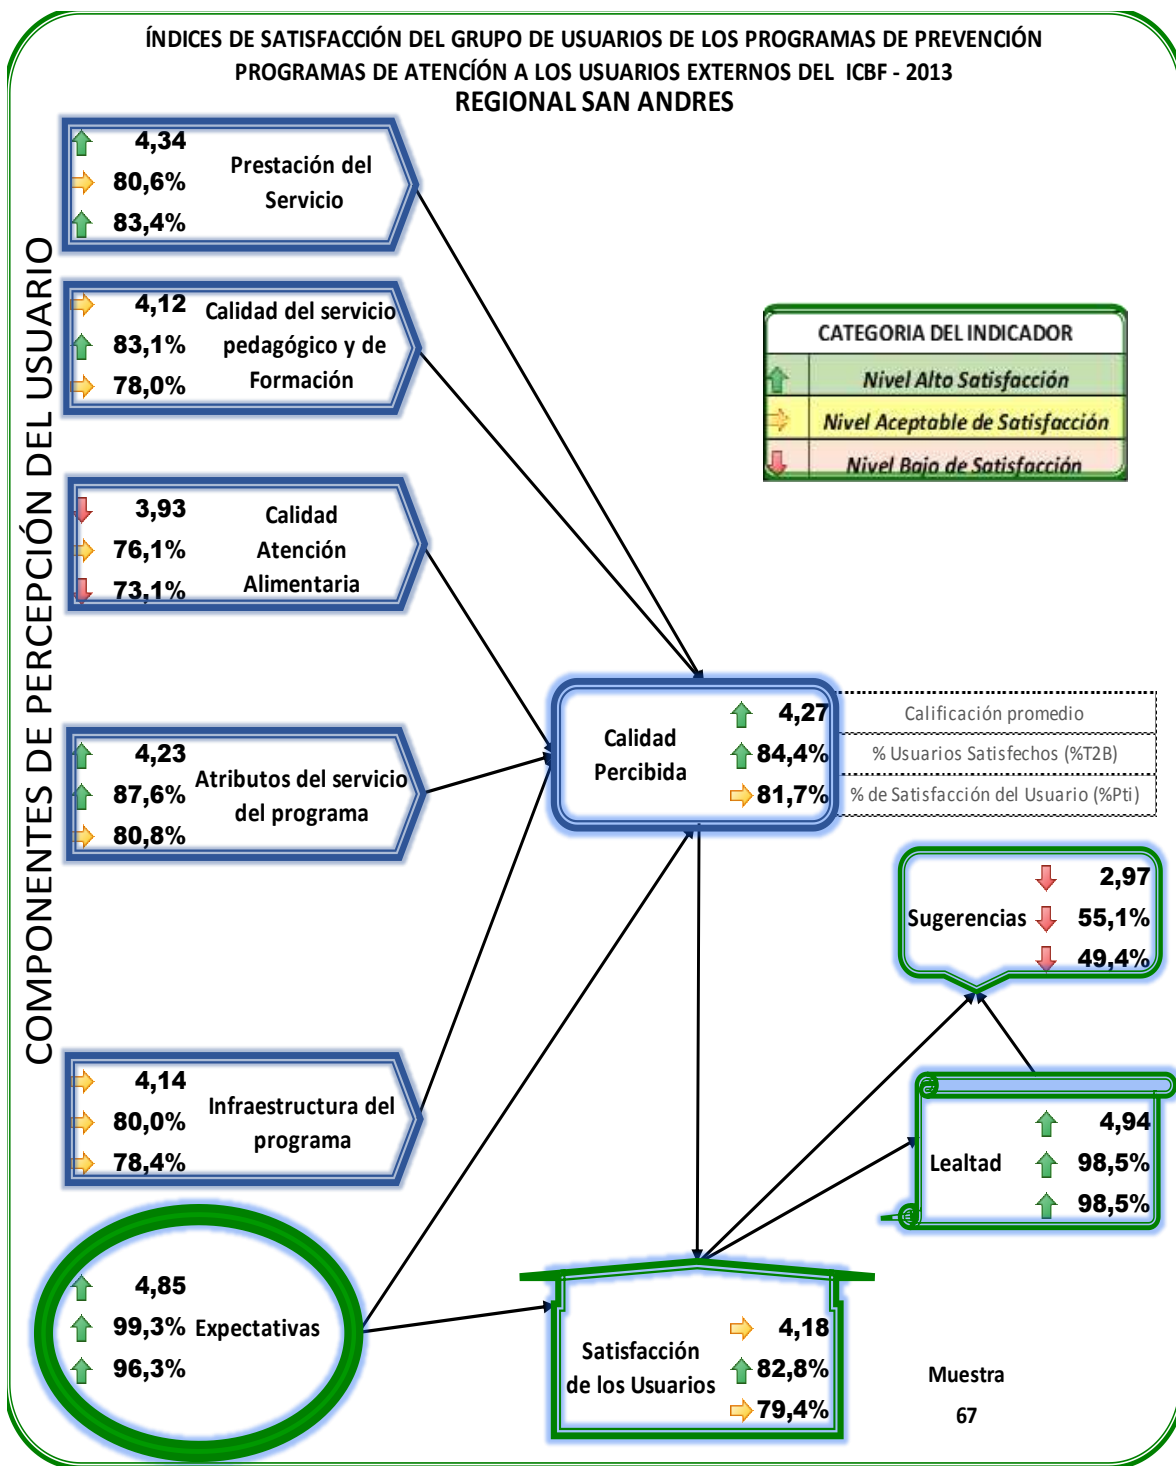 ÍNDICES DE SATISFACCIÓN DEL GRUPO DE USUARIOS DE LOS PROGRAMAS DE PREVENCIÓN
PROGRAMAS DE ATENCÍÓN A LOS USUARIOS EXTERNOS DEL ICBF - 2013
REGIONAL SAN ANDRES
COMPONENTES DE PERCEPCIÓN DEL USUARIO
4,34
80,6%
83,4%
Prestación del
Servicio
4,12
83,1%
78,0%
Calidad del servicio
pedagógico y de
Formación
CATEGORIA DEL INDICADOR
Nivel Alto Satisfacción
Nivel Aceptable de Satisfacción
Nivel Bajo de Satisfacción
3,93
76,1%
73,1%
Calidad
Atención
Alimentaria
4,23
87,6%
80,8%
Atributos del servicio
del programa
Calidad
Percibida
4,27
84,4%
81,7%
Calificación promedio
% Usuarios Satisfechos (%T2B)
% de Satisfacción del Usuario (%Pti)
Sugerencias
2,97
55,1%
49,4%
4,14
80,0%
78,4%
Infraestructura del
programa
Lealtad
4,94
98,5%
98,5%
4,85
99,3%
96,3%
Expectativas
Satisfacción
de los Usuarios
4,18
82,8%
79,4%
Muestra
67